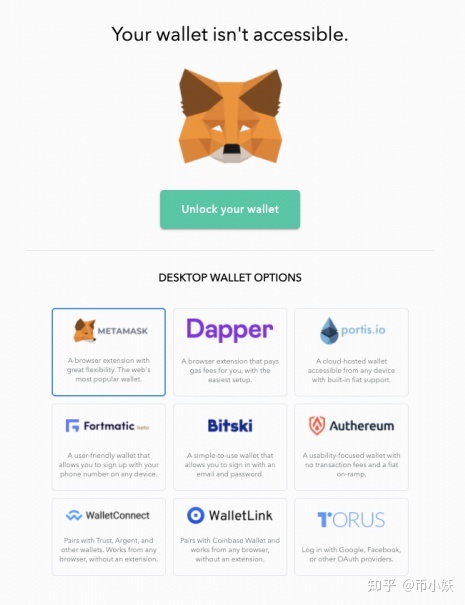 Your wallet isn't accessible.
Unlock your wallet
DESKTOP WALLET OPTIONS
METAMASK
A browser extension with
great flexibility. The web's
most popular wallet.
Dapper
A browser extension that pays
gas fees for you, with the
easiest setup.
portis.io
A cloud-hosted wallet
accessible from any device
with built-in fiat support.
Fortmatic beta
A user-friendly wallet that
allows you to sign up with your
phone number on any device.
Bitski
A simple-to-use wallet that
allows you to sign in with an
email and password.
Authereum
A usability-focused wallet with
no transaction fees and a fiat
on-ramp.
WalletConnect
Pairs with Trust, Argent, and
other wallets. Works from any
browser, without an extension.
WalletLink
Pairs with Coinbase Wallet and
works from any browser,
without an extension.
TORUS
Log in with Google, Facebook,
or other OAuth providers.
知乎 @币小妖